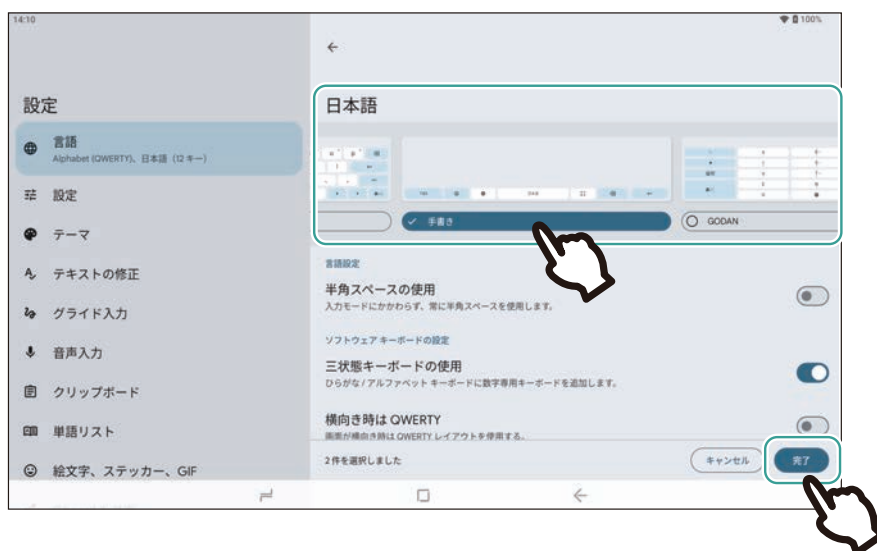 14:10
100%
設定
言語
Alphabet (QWERTY)、日本語 (12 キー)
設定
テーマ
テキストの修正
グライド入力
音声入力
クリップボード
単語リスト
絵文字、ステッカー、GIF
日本語
手書き
GODAN
言語設定
半角スペースの使用
入力モードにかかわらず、常に半角スペースを使用します。
ソフトウェア キーボードの設定
三状態キーボードの使用
ひらがな/アルファベット キーボードに数字専用キーボードを追加します。
横向き時は QWERTY
画面が横向き時は QWERTY レイアウトを使用する。
2 件を選択しました
キャンセル
完了